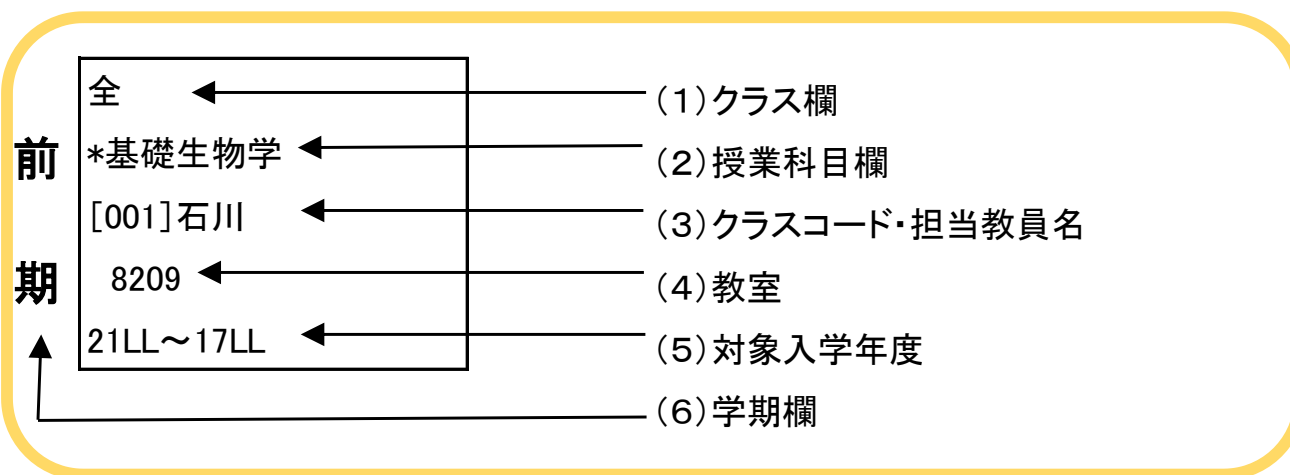 前期
全
*基礎生物学
[001]石川
8209
21LL～17LL
(1)クラス欄
(2)授業科目欄
(3)クラスコード・担当教員名
(4)教室
(5)対象入学年度
(6)学期欄